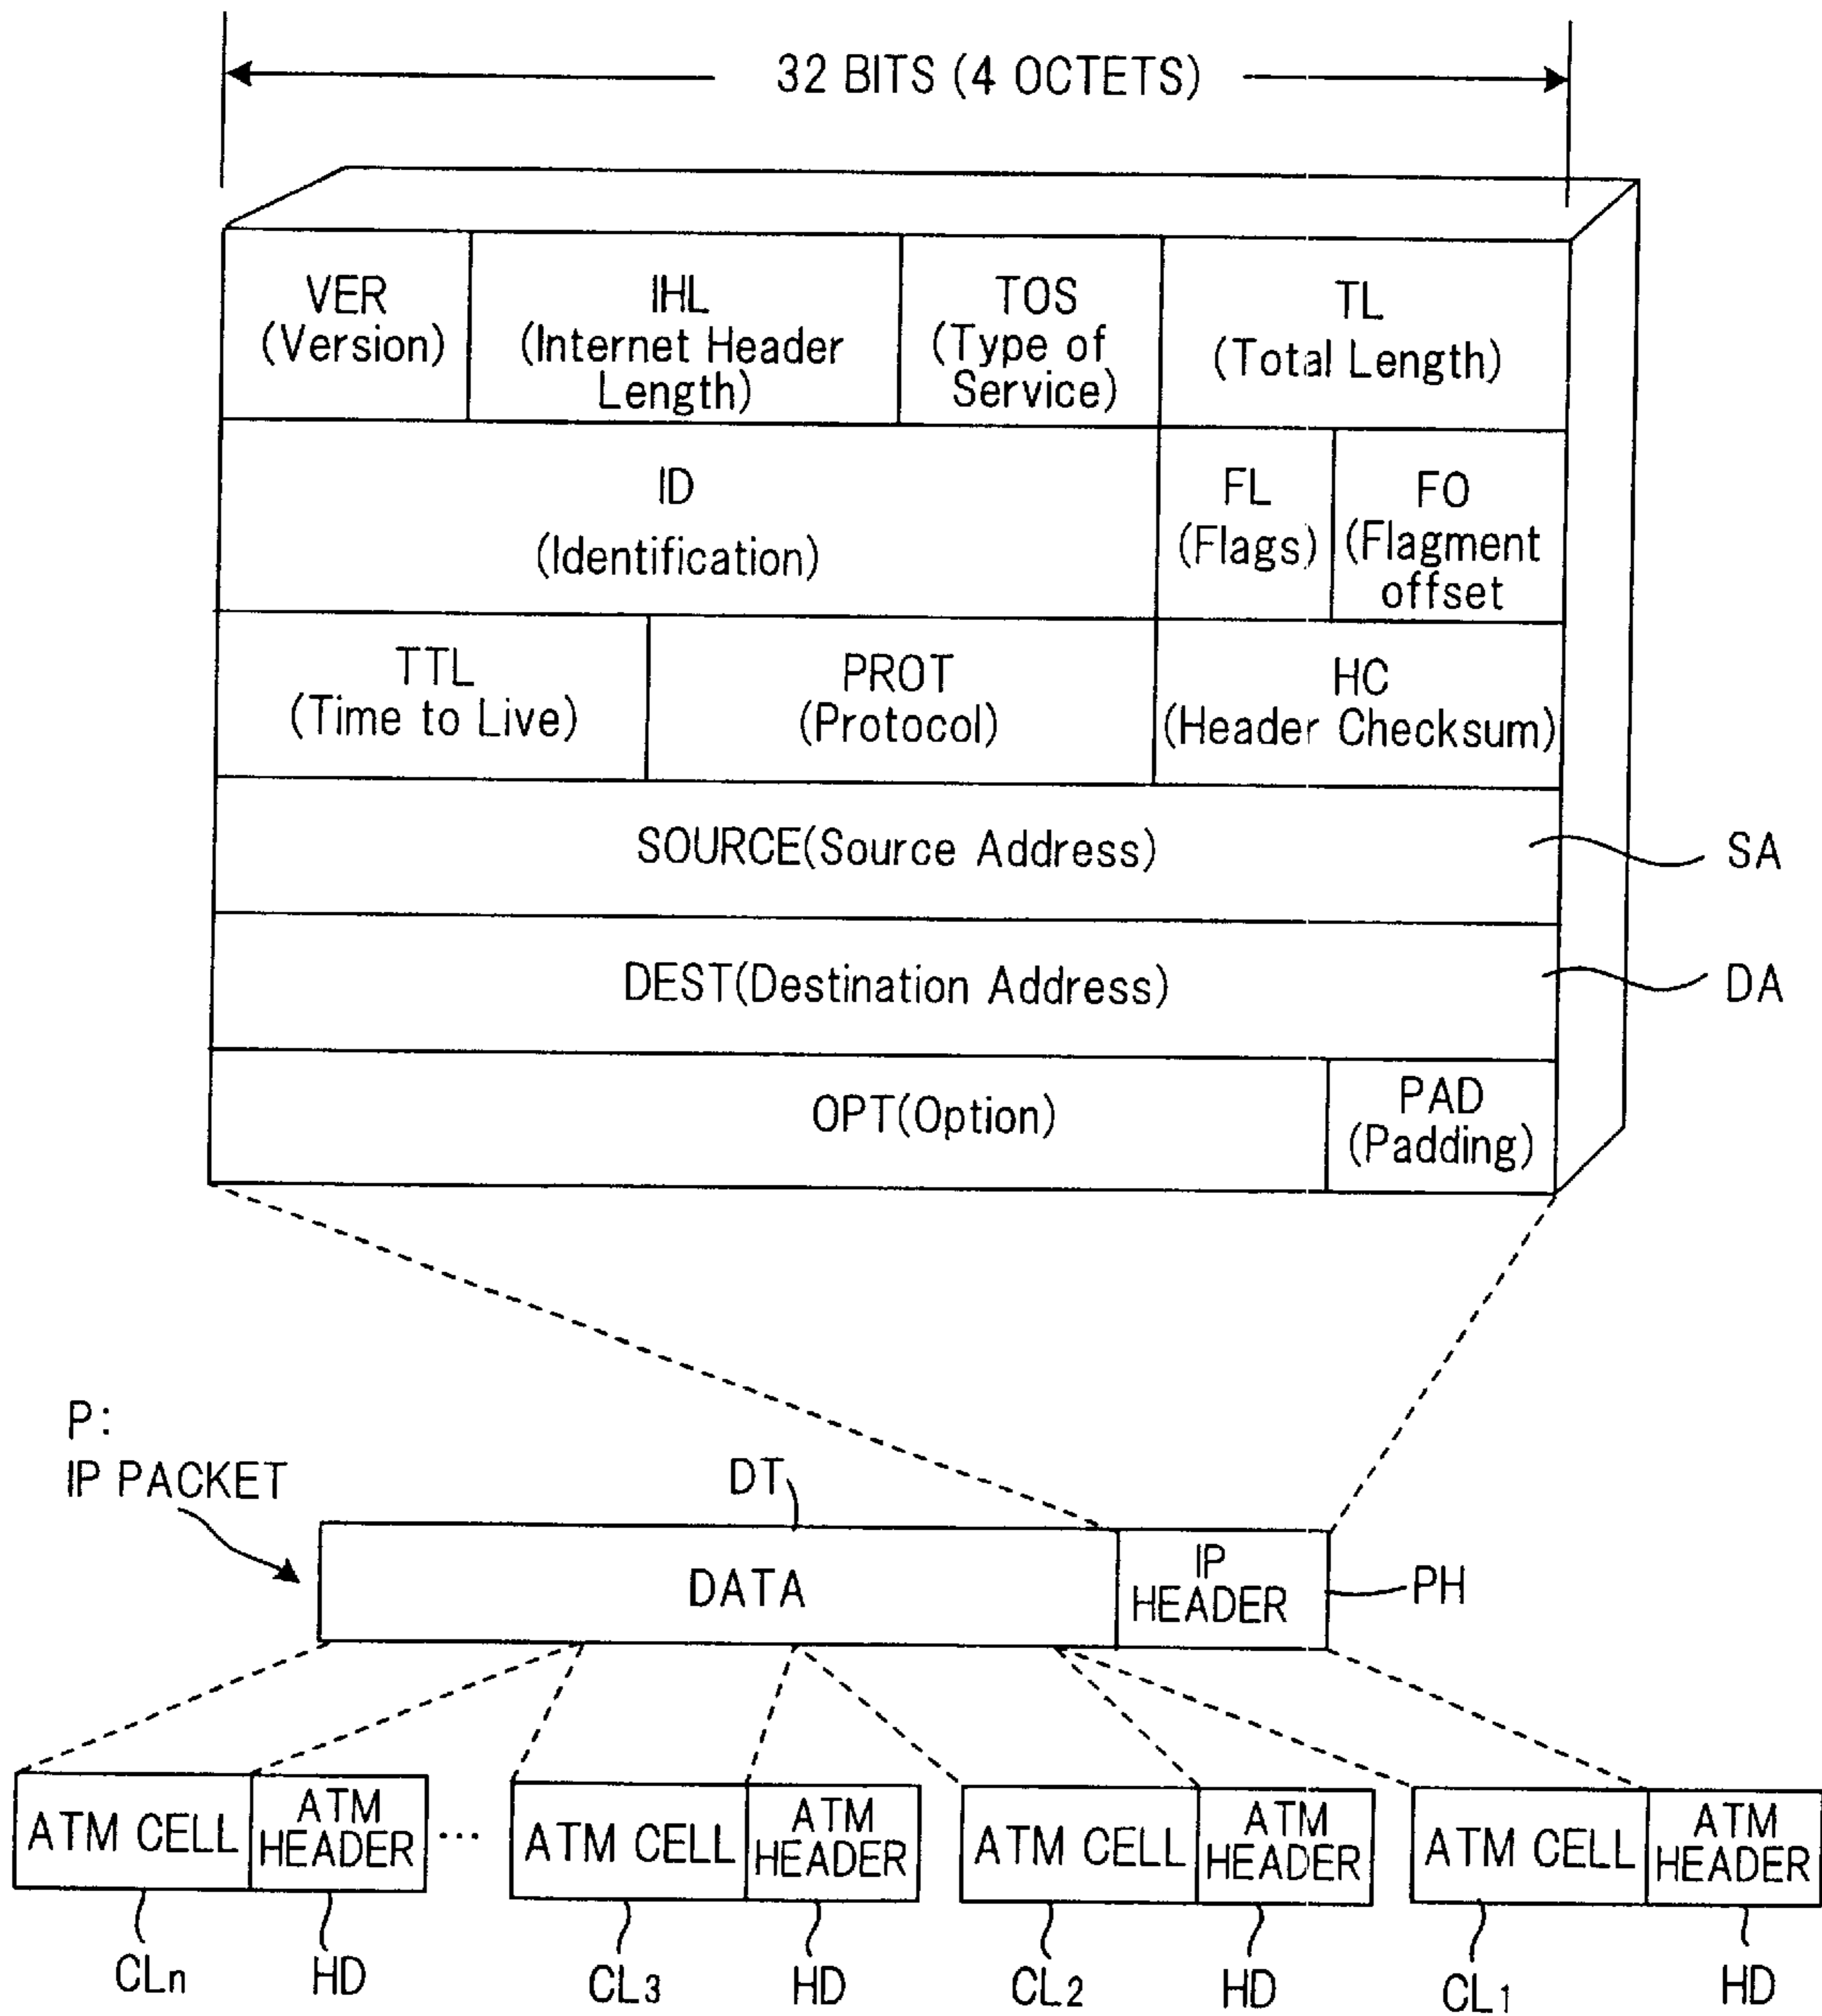 32 BITS (4 OCTETS)
VER
(Version)
IHL
(Internet Header
Length)
TOS
(Type of
Service)
TL
(Total Length)
ID
(Identification)
FL
(Flags)
FO
(Flagment
offset
TTL
(Time to Live)
PROT
(Protocol)
HC
(Header Checksum)
SOURCE(Source Address)
SA
DEST(Destination Address)
DA
OPT(Option)
PAD
(Padding)
P:
IP PACKET
DT
DATA
IP
HEADER
PH
ATM CELL
ATM
HEADER
...
ATM CELL
ATM
HEADER
ATM CELL
ATM
HEADER
ATM CELL
ATM
HEADER
CLn
HD
CL3
HD
CL2
HD
CL1
HD